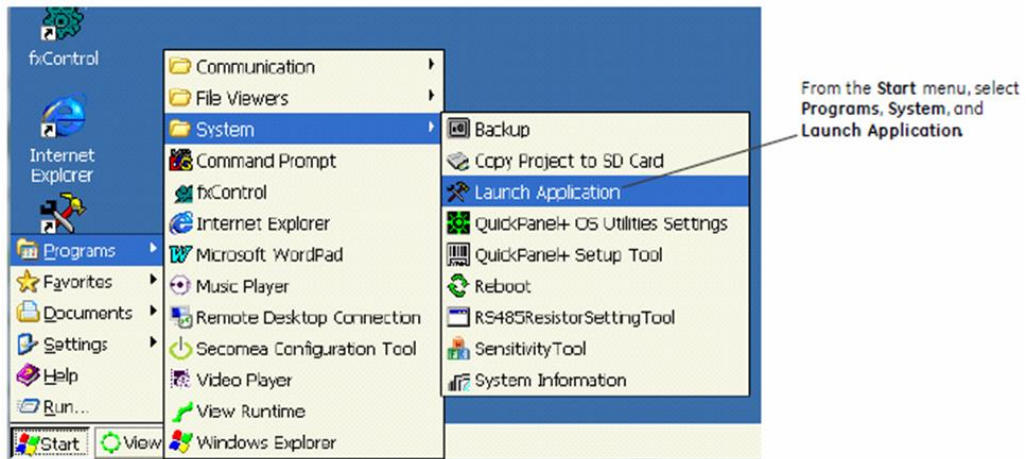 fxControl
Internet
Explorer
Programs
Favorites
Documents
Settings
Help
Run...
Start
View
Communication
File Viewers
System
Command Prompt
fxControl
Internet Explorer
Microsoft WordPad
Music Player
Remote Desktop Connection
Secomea Configuration Tool
Video Player
View Runtime
Windows Explorer
Backup
Copy Project to SD Card
Launch Application
QuickPanel+ OS Utilities Settings
QuickPanel+ Setup Tool
Reboot
RS485ResistorSettingTool
SensitivityTool
System Information
From the Start menu, select
Programs, System, and
Launch Application.